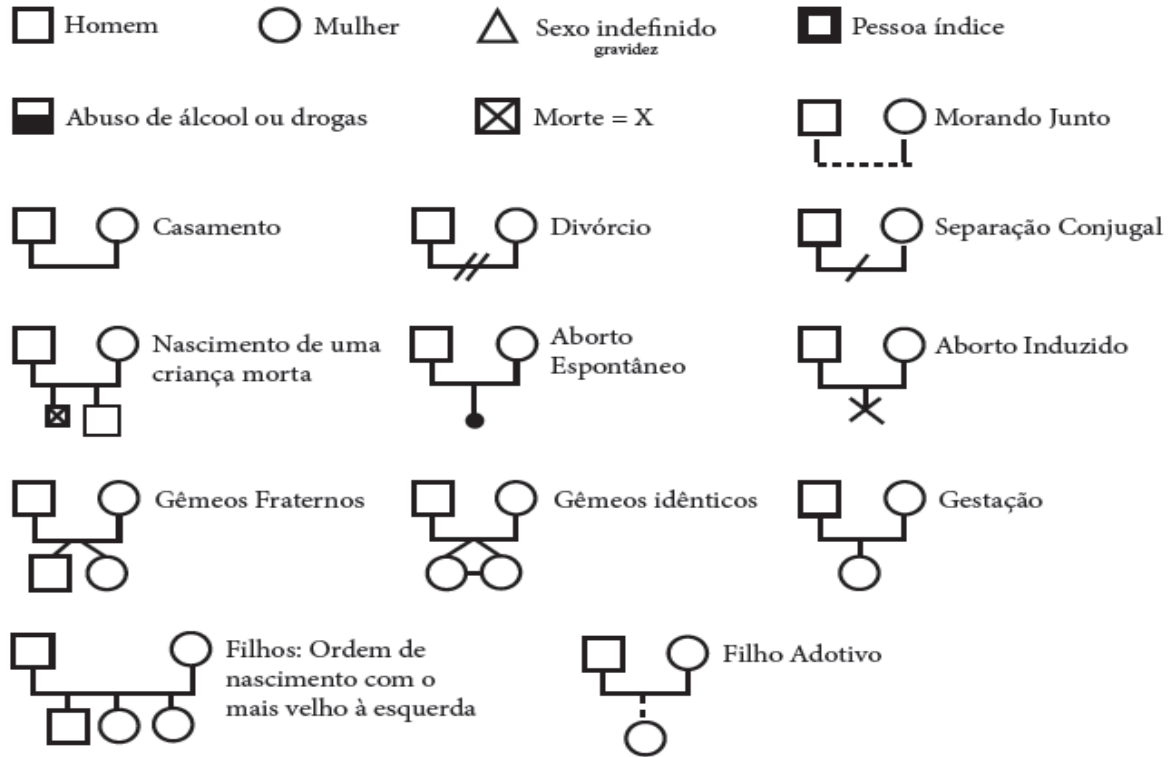 Homem
Mulher
Sexo indefinido
gravidez
Pessoa índice
Abuso de álcool ou drogas
Morte = X
Morando Junto
Casamento
Divórcio
Separação Conjugal
Nascimento de uma
criança morta
Aborto
Espontâneo
Aborto Induzido
Gêmeos Fraternos
Gêmeos idênticos
Gestação
Filhos: Ordem de
nascimento com o
mais velho à esquerda
Filho Adotivo